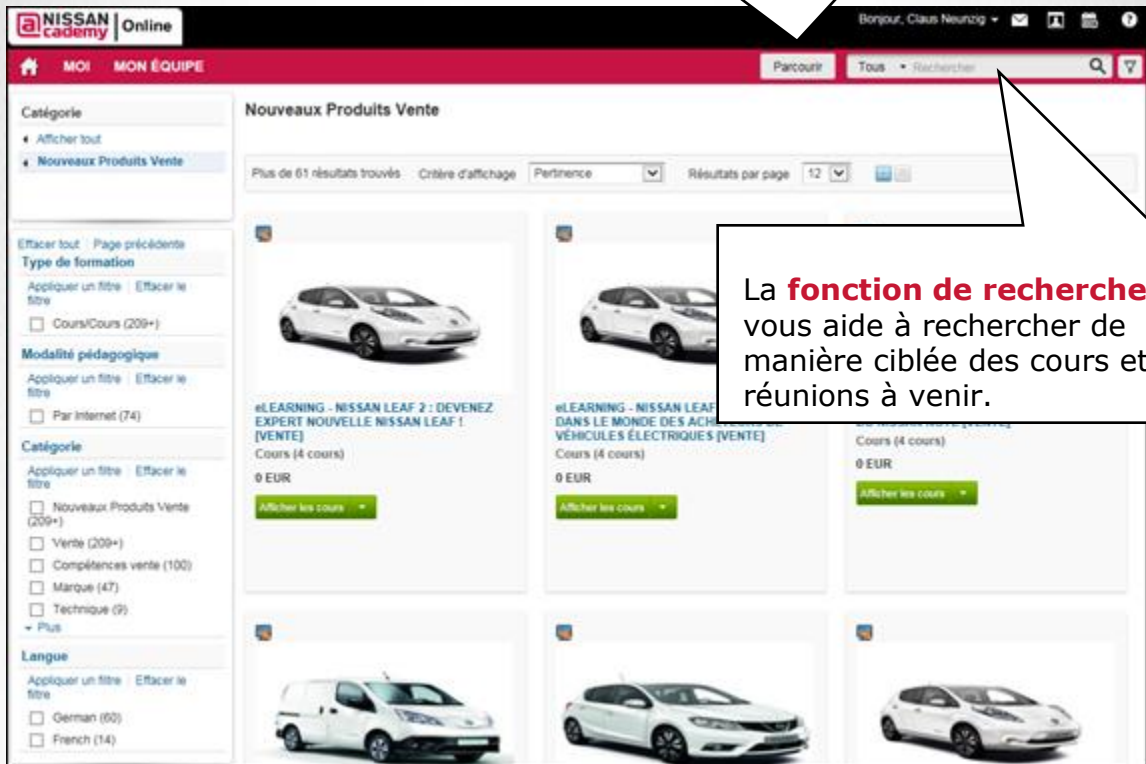 NISSAN
cademy Online
Bonjour, Claus Neunzig
MOI MON ÉQUIPE
Parcourir
Tous
Rechercher
Catégorie
Afficher tout
Nouveaux Produits Vente
Nouveaux Produits Vente
Plus de 61 résultats trouvés Critère d'affichage Pertinence Résultats par page 12
Effacer tout Page précédente
Type de formation
Appliquer un filtre Effacer le
filtre
Cours/Cours (209+)
Modalité pédagogique
Appliquer un filtre Effacer le
filtre
Par Internet (74)
Catégorie
Appliquer un filtre Effacer le
filtre
Nouveaux Produits Vente
(209+)
Vente (209+)
Compétences vente (100)
Marque (47)
Technique (9)
Plus
Langue
Appliquer un filtre Effacer le
filtre
German (60)
French (14)
La fonction de recherche
vous aide à rechercher de
manière ciblée des cours et
réunions à venir.
eLEARNING - NISSAN LEAF 2 : DEVENEZ
EXPERT NOUVELLE NISSAN LEAF !
[VENTE]
Cours (4 cours)
0 EUR
Afficher les cours
eLEARNING - NISSAN LEAF
DANS LE MONDE DES ACHETEURS DE
VÉHICULES ÉLECTRIQUES [VENTE]
Cours (4 cours)
0 EUR
Afficher les cours
Cours (4 cours)
0 EUR
Afficher les cours